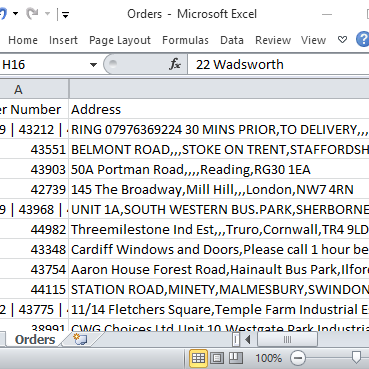 Orders - Microsoft Excel
Insert Page Layout Formulas Data Review View
H16 fx 22 Wadsworth
A
Number Address
9 | 43212 | RING 07976369224 30 MINS PRIOR,TO DELIVERY,,,
43551 BELMONT ROAD,,,STOKE ON TRENT,STAFFORDSH
43903 50A Portman Road,,,,Reading,RG30 1EA
42739 145 The Broadway,Mill Hill,,,London,NW7 4RN
9 | 43968 | UNIT 1A,SOUTH WESTERN BUS.PARK,SHERBORNE
44982 Threemilestone Ind Est,,,Truro,Cornwall,TR4 9LD
43348 Cardiff Windows and Doors,Please call 1 hour be
43754 Aaron House Forest Road,Hainault Bus Park,Ilfor
44115 STATION ROAD,MINETY,MALMESBURY,SWINDON
2 | 43775 | 11/14 Fletchers Square,Temple Farm Industrial Es
38991 CWG Choices Ltd,Unit 10,Westgate Park Industria
Orders
100%